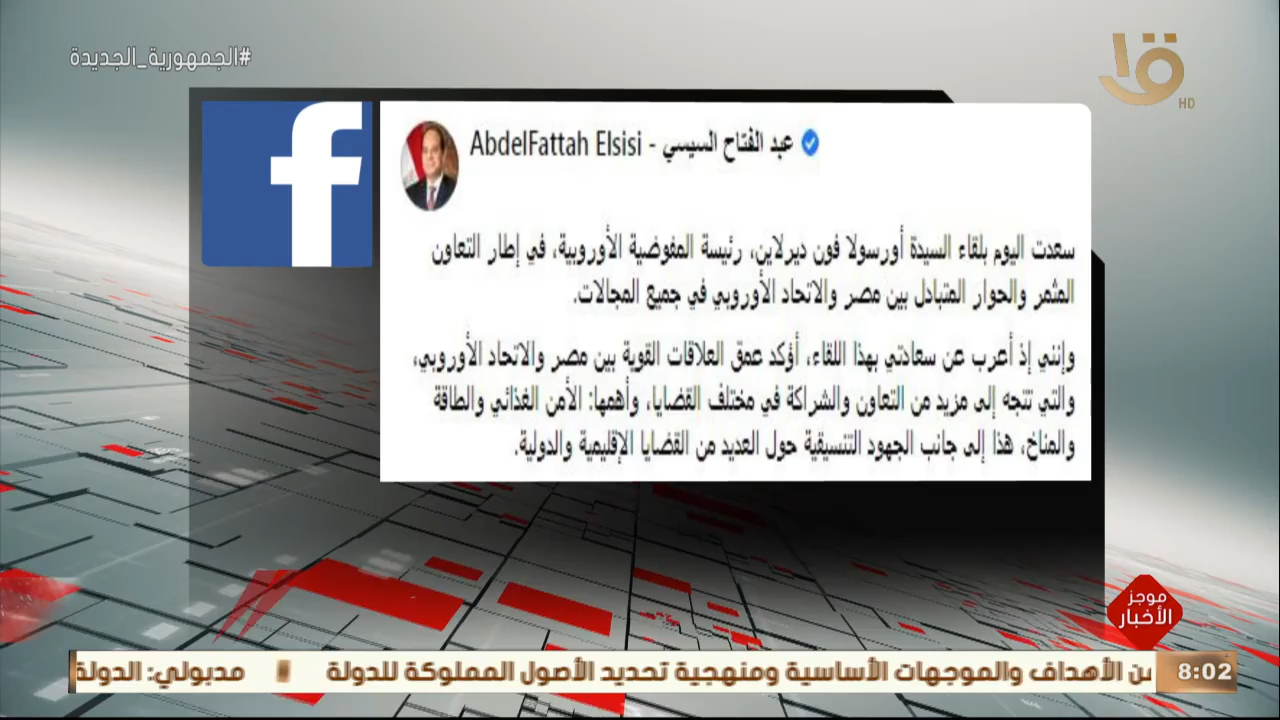 #الجمهورية_الجديدة
HD
عبد الفتاح السيسي - AbdelFattah Elsisi
سعدت اليوم بلقاء السيدة أورسولا فون ديرلاين، رئيسة المفوضية الأوروبية، في إطار التعاون
المثمر والحوار المتبادل بين مصر والاتحاد الأوروبي في جميع المجالات.
وإنني إذ أعرب عن سعادتي بهذا اللقاء، أؤكد عمق العلاقات القوية بين مصر والاتحاد الأوروبي،
والتي تتجه إلى مزيد من التعاون والشراكة في مختلف القضايا، وأهمها: الأمن الغذائي والطاقة
والمناخ، هذا إلى جانب الجهود التنسيقية حول العديد من القضايا الإقليمية والدولية.
موجز
الأخبار
8:02
الأهداف والموجهات الأساسية ومنهجية تحديد الأصول المملوكة للدولة
مدبولي: الدولة